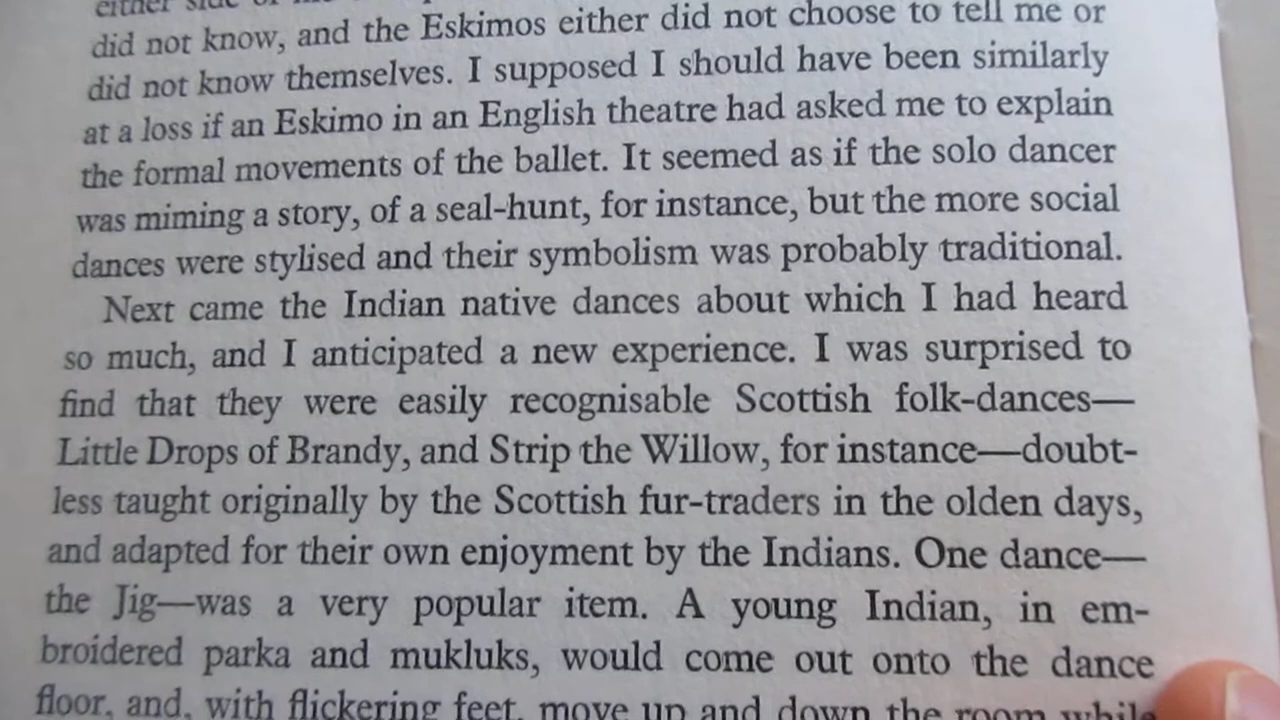 either side of
did not know, and the Eskimos either did not choose to tell me or
did not know themselves. I supposed I should have been similarly
at a loss if an Eskimo in an English theatre had asked me to explain
the formal movements of the ballet. It seemed as if the solo dancer
was miming a story, of a seal-hunt, for instance, but the more social
dances were stylised and their symbolism was probably traditional.
Next came the Indian native dances about which I had heard
so much, and I anticipated a new experience. I was surprised to
find that they were easily recognisable Scottish folk-dances—
Little Drops of Brandy, and Strip the Willow, for instance—doubt-
less taught originally by the Scottish fur-traders in the olden days,
and adapted for their own enjoyment by the Indians. One dance—
the Jig—was a very popular item. A young Indian, in em-
broidered parka and mukluks, would come out onto the dance
floor, and, with flickering feet, move up and down the room while